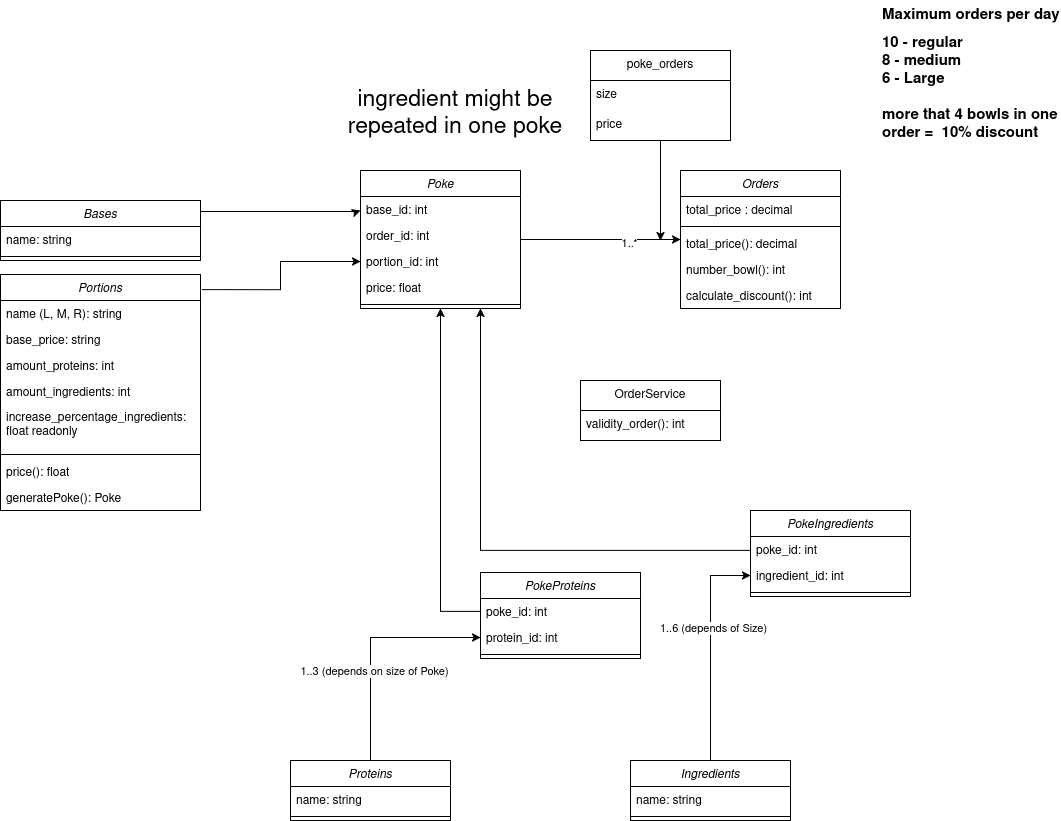 Maximum orders per day
10 - regular
8 - medium
6 - Large
more that 4 bowls in one
order =  10% discount
poke_orders
size
price
ingredient might be
repeated in one poke
Poke
base_id: int
order_id: int
portion_id: int
price: float
Orders
total_price : decimal
total_price(): decimal
number_bowl(): int
calculate_discount(): int
1..*
Bases
name: string
Portions
name (L, M, R): string
base_price: string
amount_proteins: int
amount_ingredients: int
increase_percentage_ingredients:
float readonly
price(): float
generatePoke(): Poke
OrderService
validity_order(): int
PokeIngredients
poke_id: int
ingredient_id: int
PokeProteins
poke_id: int
protein_id: int
1..6 (depends of Size)
1..3 (depends on size of Poke)
Proteins
name: string
Ingredients
name: string